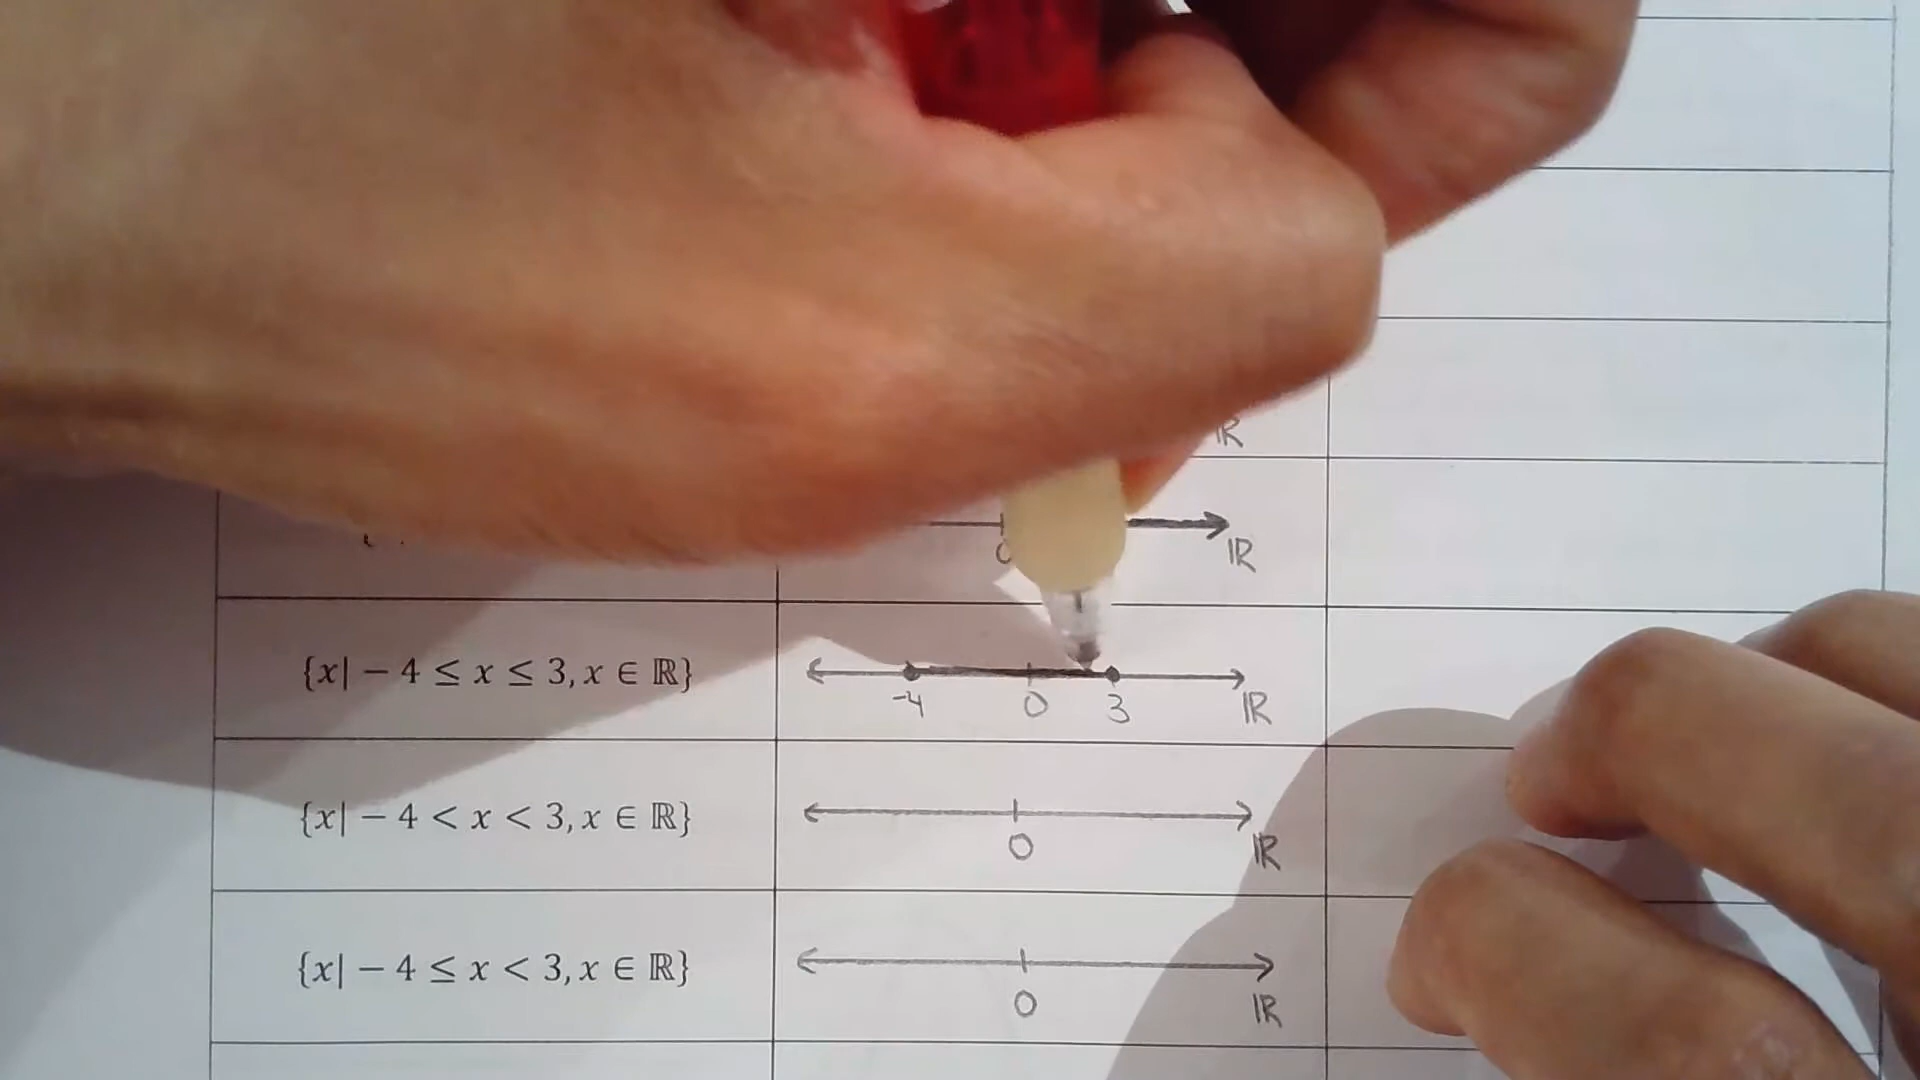 ℝ
ℝ
{x| − 4 ≤ x ≤ 3, x ∈ ℝ}
-4 0 3 ℝ
{x| − 4 < x < 3, x ∈ ℝ}
0 ℝ
{x| − 4 ≤ x < 3, x ∈ ℝ}
0 ℝ